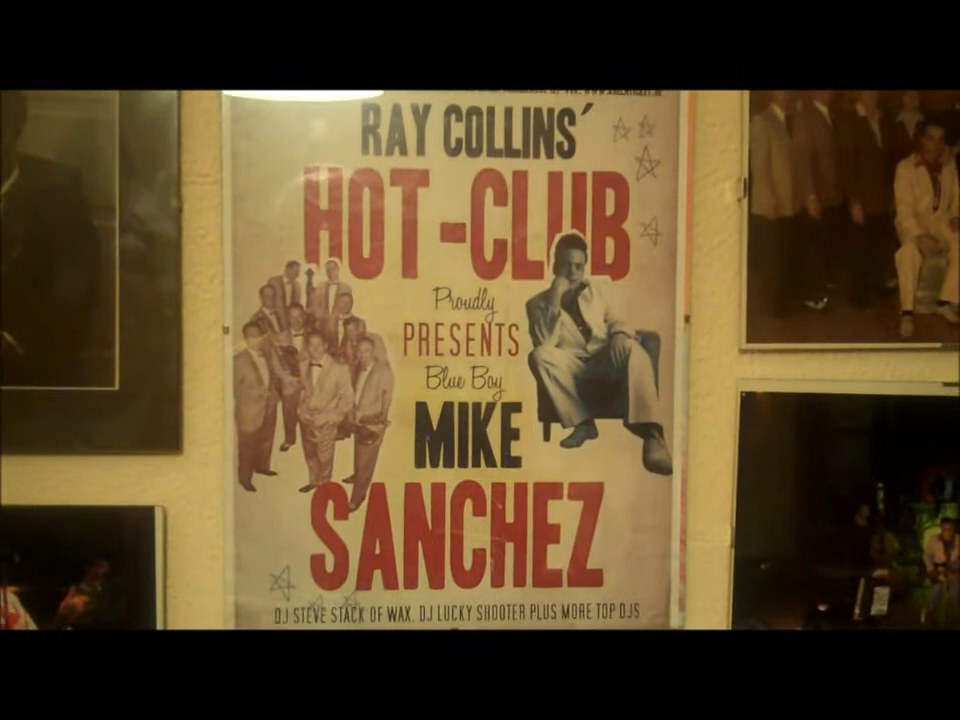 RAY COLLINS´
HOT-CLUB
Proudly
PRESENTS
Blue Boy
MIKE
SANCHEZ
DJ STEVE STACK OF WAX. DJ LUCKY SHOOTER PLUS MORE TOP DJS